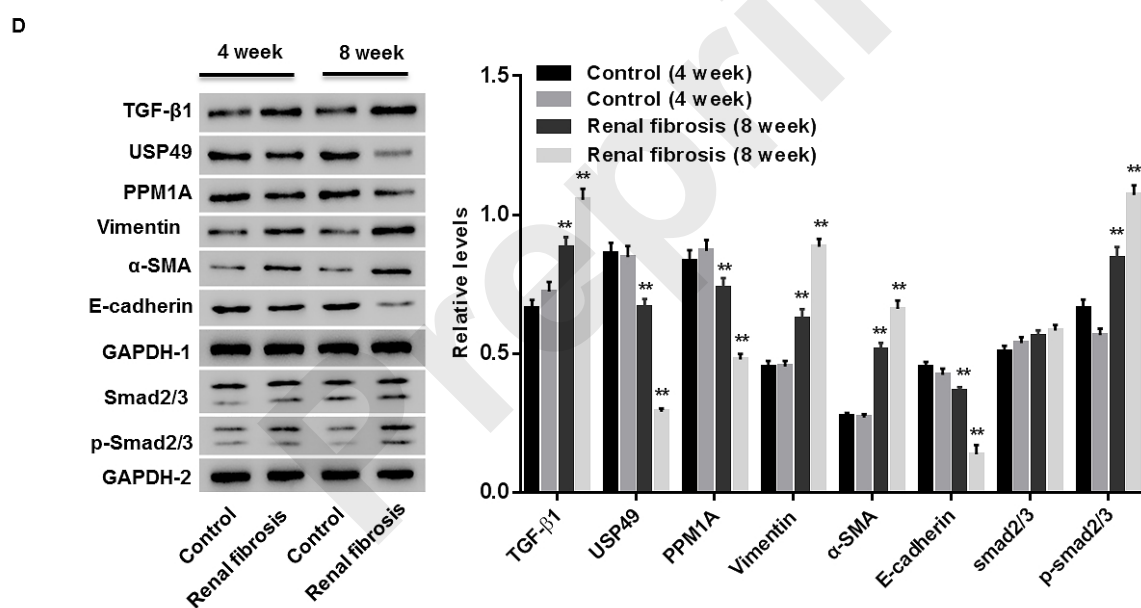 D
4 week 8 week
TGF-β1
USP49
PPM1A
Vimentin
α-SMA
E-cadherin
GAPDH-1
Smad2/3
p-Smad2/3
GAPDH-2
Control
Renal fibrosis
Control
Renal fibrosis
Relative levels
1.5
1.0
0.5
0.0
Control (4 week)
Control (4 week)
Renal fibrosis (8 week)
Renal fibrosis (8 week)
** ** ** ** ** ** ** ** ** ** ** ** ** **
TGF-β1
USP49
PPM1A
Vimentin
α-SMA
E-cadherin
smad2/3
p-smad2/3